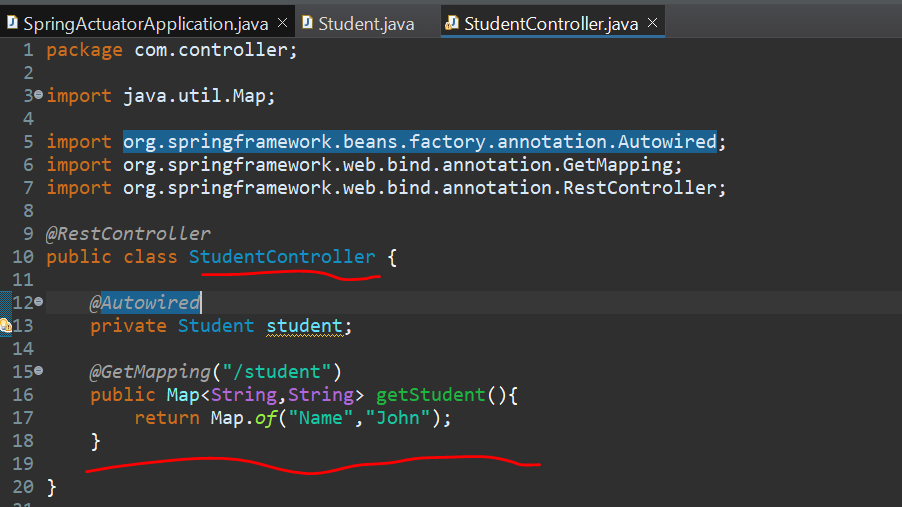 SpringActuatorApplication.java Student.java StudentController.java
1 package com.controller;
2
3 import java.util.Map;
4
5 import org.springframework.beans.factory.annotation.Autowired;
6 import org.springframework.web.bind.annotation.GetMapping;
7 import org.springframework.web.bind.annotation.RestController;
8
9 @RestController
10 public class StudentController {
11
12 @Autowired
13 private Student student;
14
15 @GetMapping("/student")
16 public Map<String,String> getStudent(){
17 return Map.of("Name","John");
18 }
19
20 }